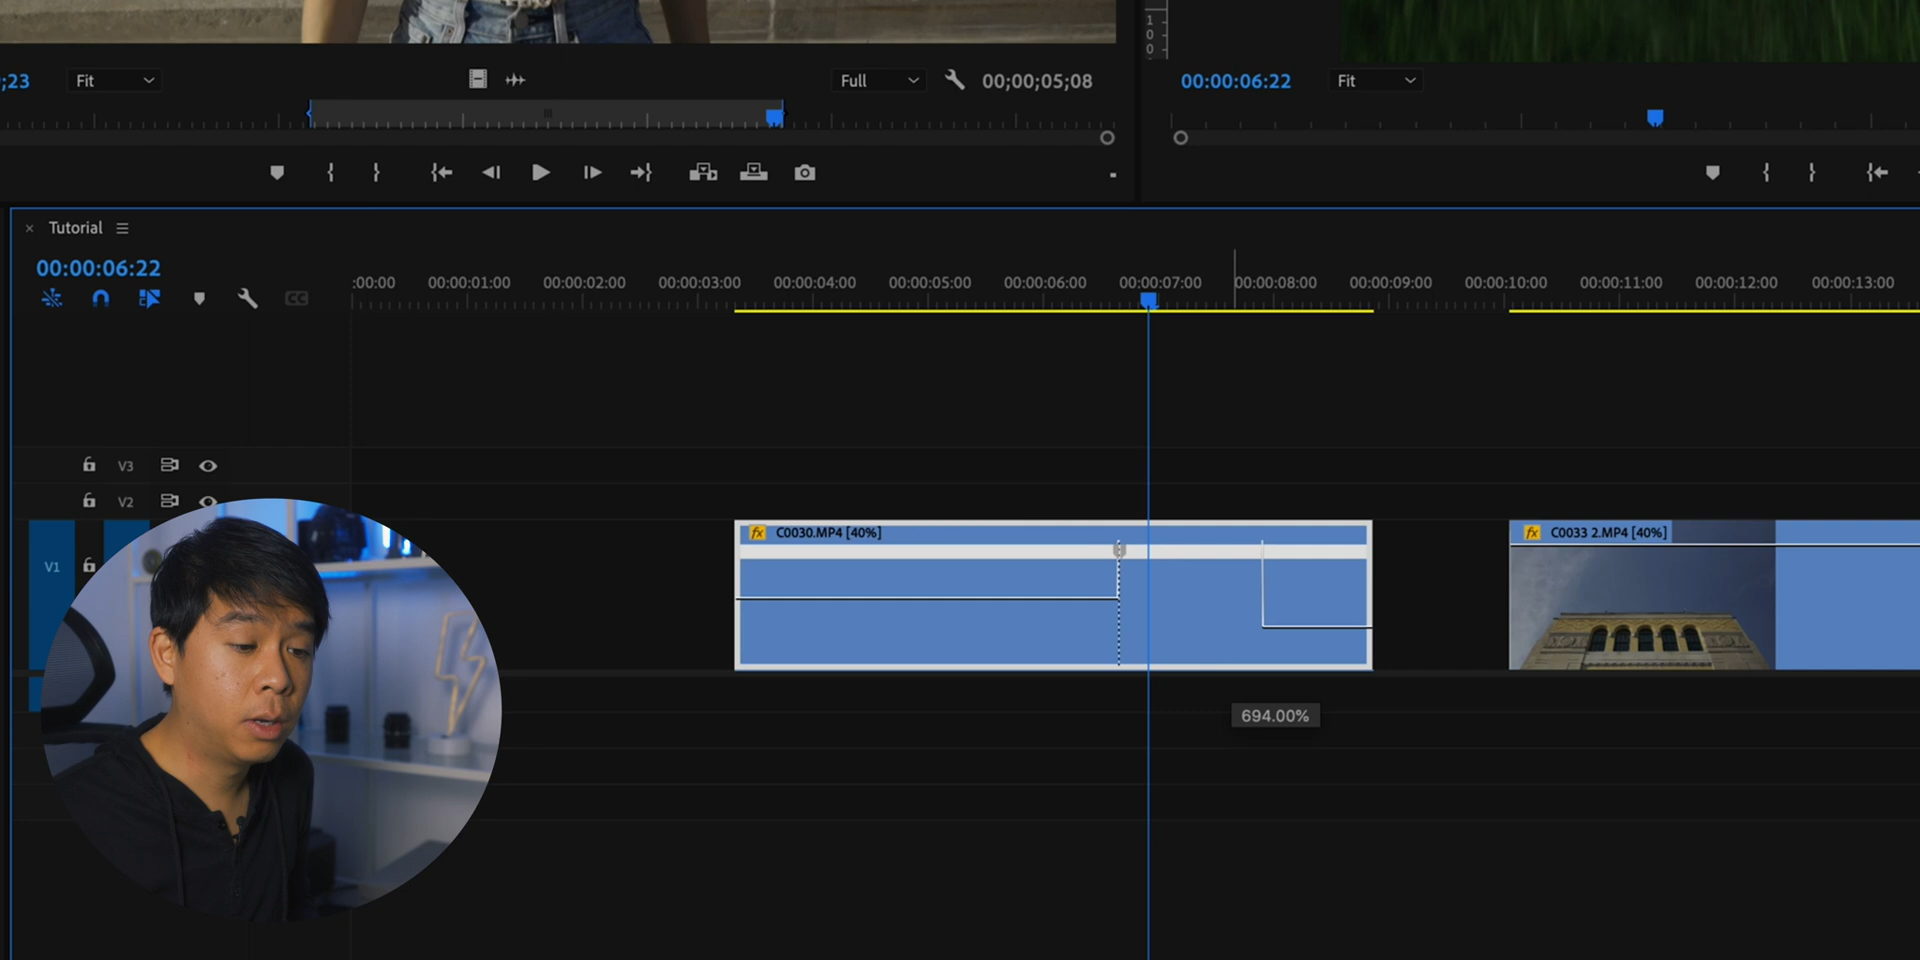 ;23
Fit
Full
00;00;05;08
1
0
0
00:00:06:22
Fit
Tutorial
00:00:06:22
:00:00
00:00:01:00
00:00:02:00
00:00:03:00
00:00:04:00
00:00:05:00
00:00:06:00
00:00:07:00
00:00:08:00
00:00:09:00
00:00:10:00
00:00:11:00
00:00:12:00
00:00:13:00
CC
V3
V2
V1
fx C0030.MP4 [40%]
fx C0033 2.MP4 [40%]
694.00%